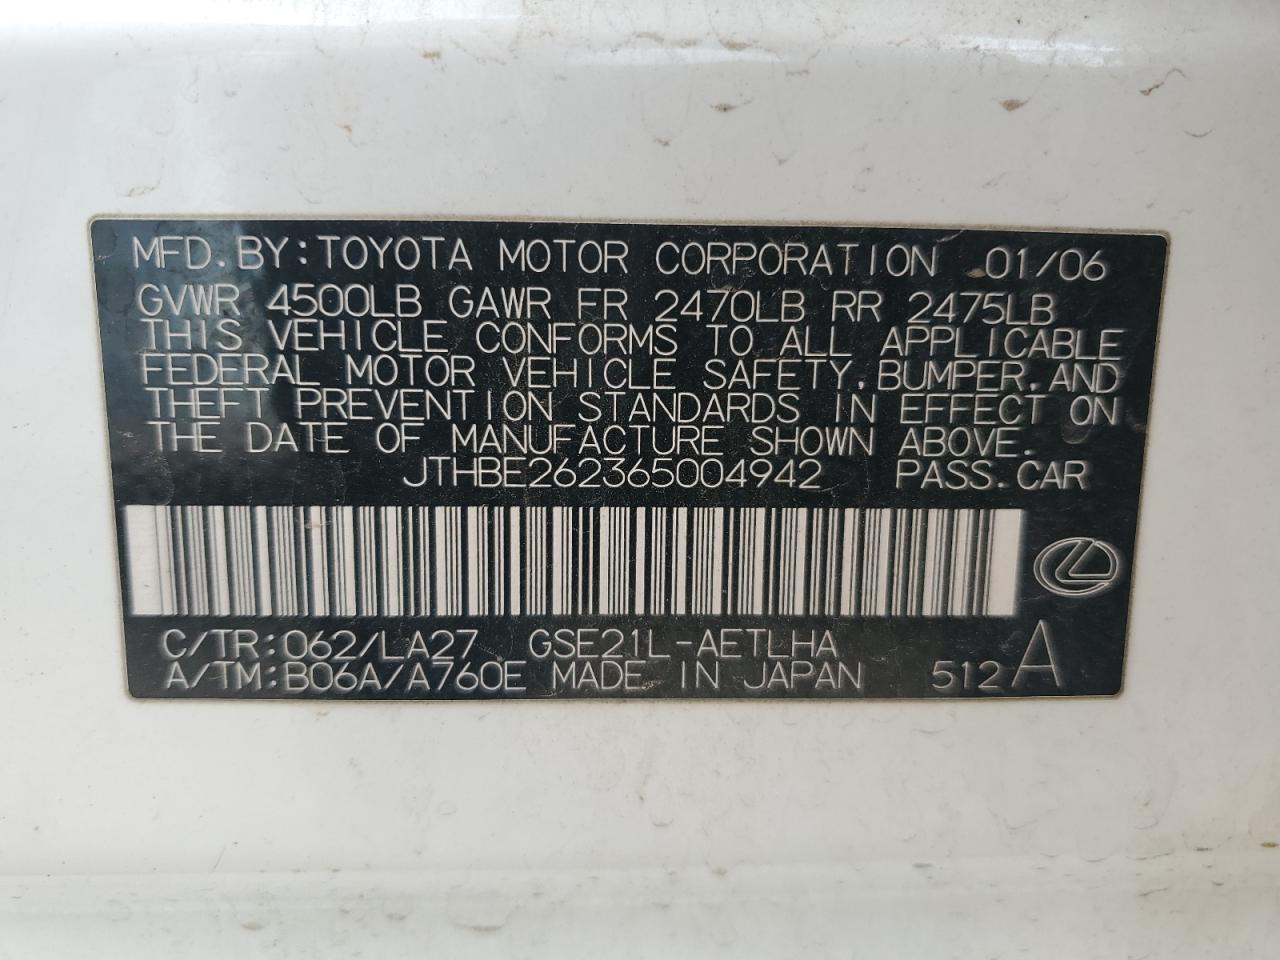 MFD. BY: TOYOTA MOTOR CORPORATION 01/06
GVWR 4500LB GAWR FR 2470LB RR 2475LB
THIS VEHICLE CONFORMS TO ALL APPLICABLE
FEDERAL MOTOR VEHICLE SAFETY, BUMPER, AND
THEFT PREVENTION STANDARDS IN EFFECT ON
THE DATE OF MANUFACTURE SHOWN ABOVE.
JTHBE262365004942 PASS. CAR
C/TR: 062/LA27 GSE21L-AETLHA
A/TM: B06A/A760E MADE IN JAPAN 512 A